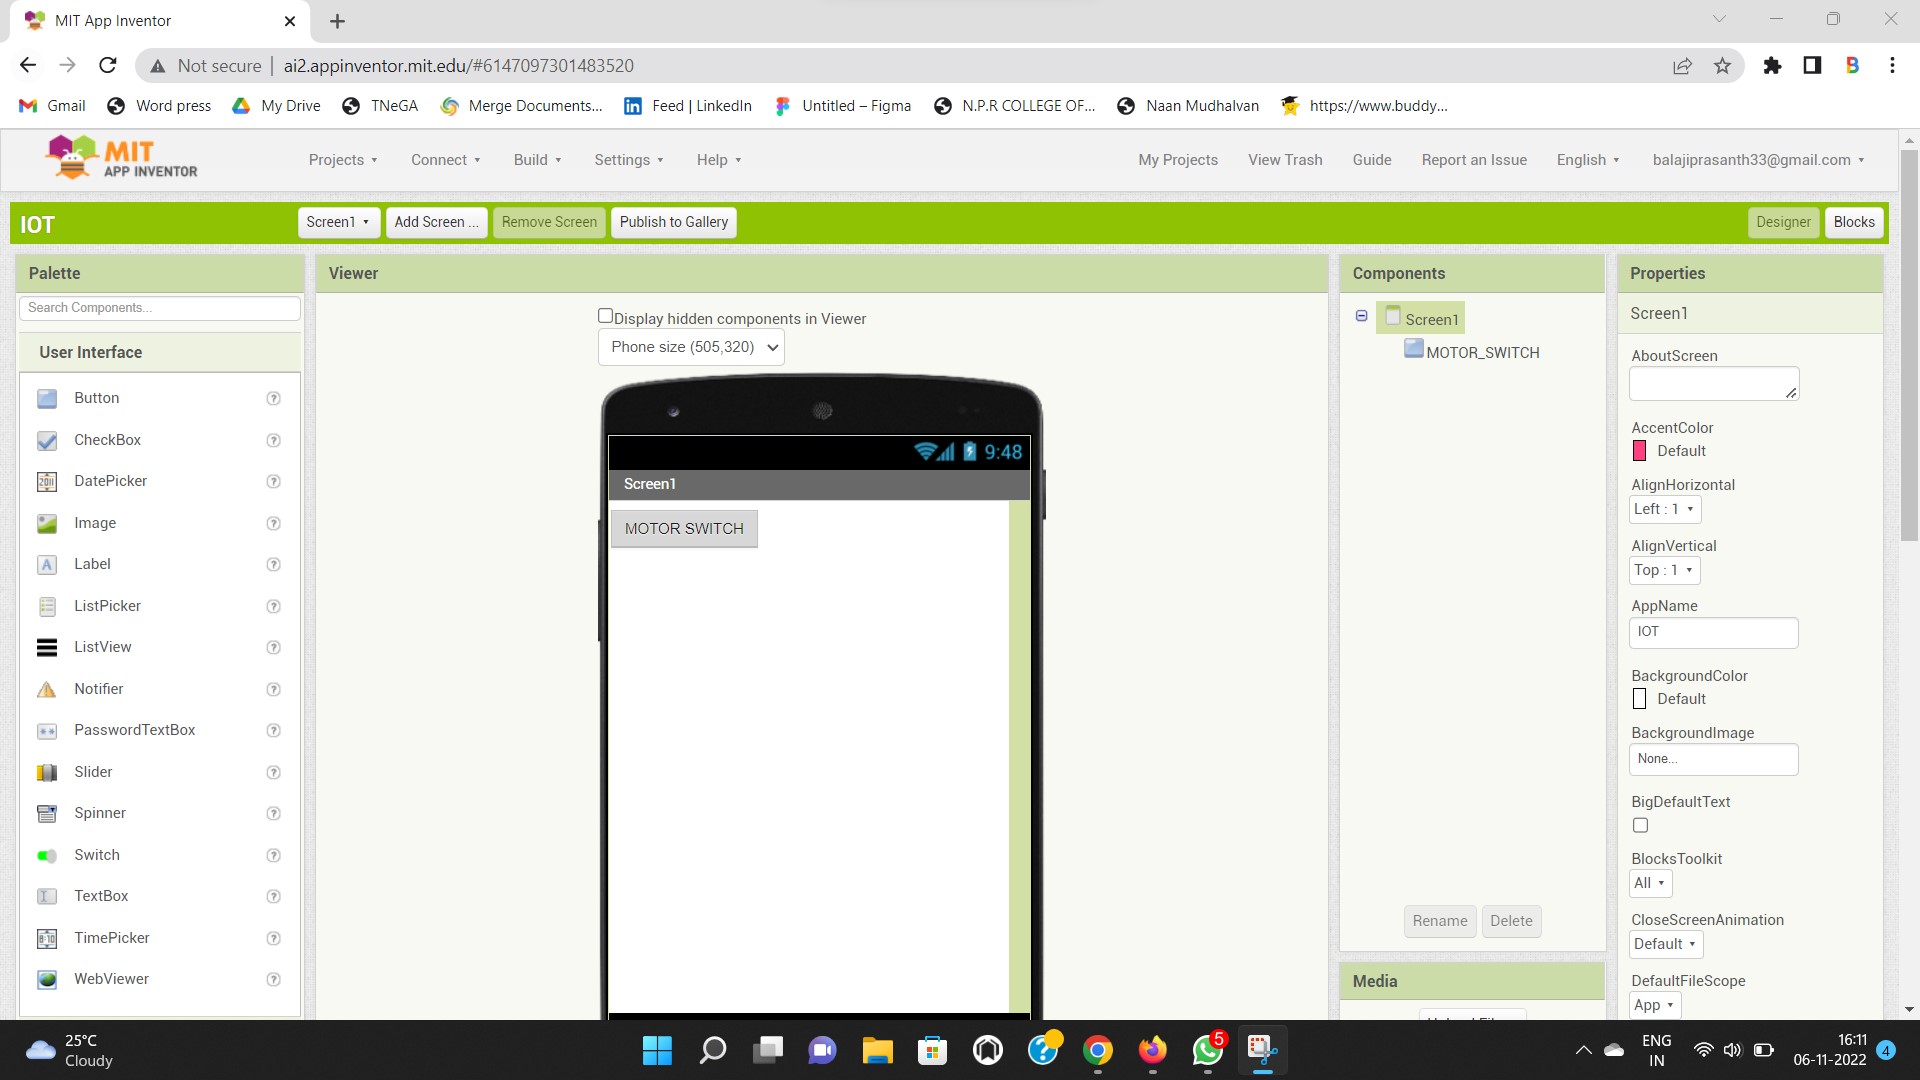 MIT App Inventor
Not secure | ai2.appinventor.mit.edu/#6147097301483520
Gmail Word press My Drive TNeGA Merge Documents... Feed | LinkedIn Untitled – Figma N.P.R COLLEGE OF... Naan Mudhalvan https://www.buddy...
MIT
APP INVENTOR
Projects Connect Build Settings Help My Projects View Trash Guide Report an Issue English balajiprasanth33@gmail.com
IOT Screen1 Add Screen ... Remove Screen Publish to Gallery Designer Blocks
Palette
Search Components...
User Interface
Button
CheckBox
DatePicker
Image
Label
ListPicker
ListView
Notifier
PasswordTextBox
Slider
Spinner
Switch
TextBox
TimePicker
WebViewer
Viewer
Display hidden components in Viewer
Phone size (505,320)
9:48
Screen1
MOTOR SWITCH
Components
Screen1
MOTOR_SWITCH
Rename Delete
Media
Properties
Screen1
AboutScreen
AccentColor
Default
AlignHorizontal
Left : 1
AlignVertical
Top : 1
AppName
IOT
BackgroundColor
Default
BackgroundImage
None...
BigDefaultText
BlocksToolkit
All
CloseScreenAnimation
Default
DefaultFileScope
App
25°C
Cloudy
5
ENG
IN
16:11
06-11-2022
4